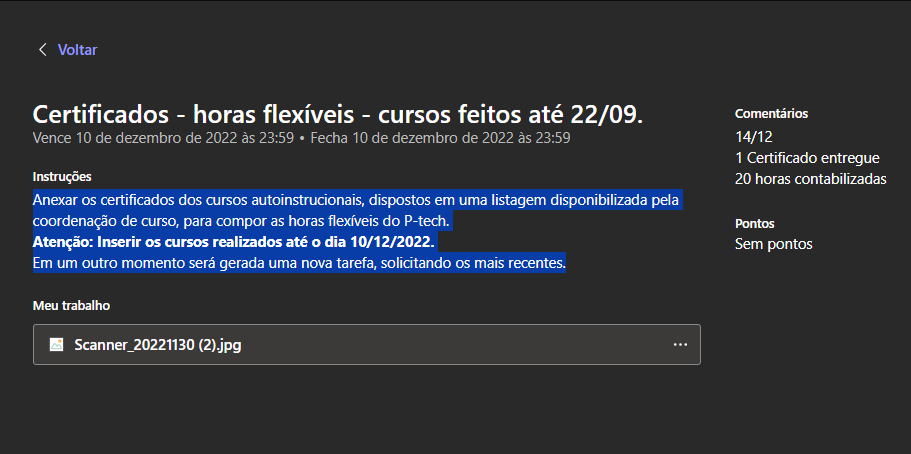 Voltar
Certificados - horas flexíveis - cursos feitos até 22/09.
Vence 10 de dezembro de 2022 às 23:59 • Fecha 10 de dezembro de 2022 às 23:59
Instruções
Anexar os certificados dos cursos autoinstrucionais, dispostos em uma listagem disponibilizada pela
coordenação de curso, para compor as horas flexíveis do P-tech.
Atenção: Inserir os cursos realizados até o dia 10/12/2022.
Em um outro momento será gerada uma nova tarefa, solicitando os mais recentes.
Meu trabalho
Scanner_20221130 (2).jpg
Comentários
14/12
1 Certificado entregue
20 horas contabilizadas
Pontos
Sem pontos